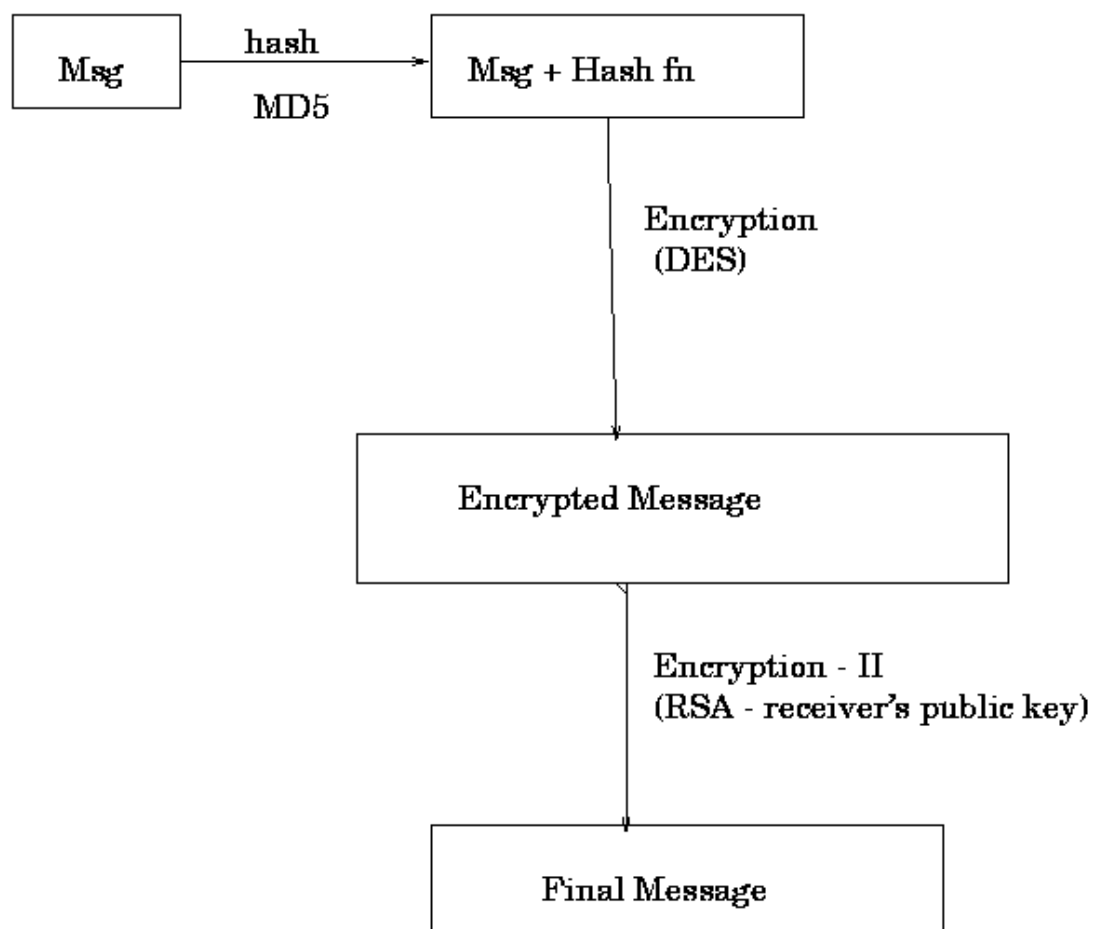 Msg
hash
MD5
Msg + Hash fn
Encryption
(DES)
Encrypted Message
Encryption - II
(RSA - receiver's public key)
Final Message